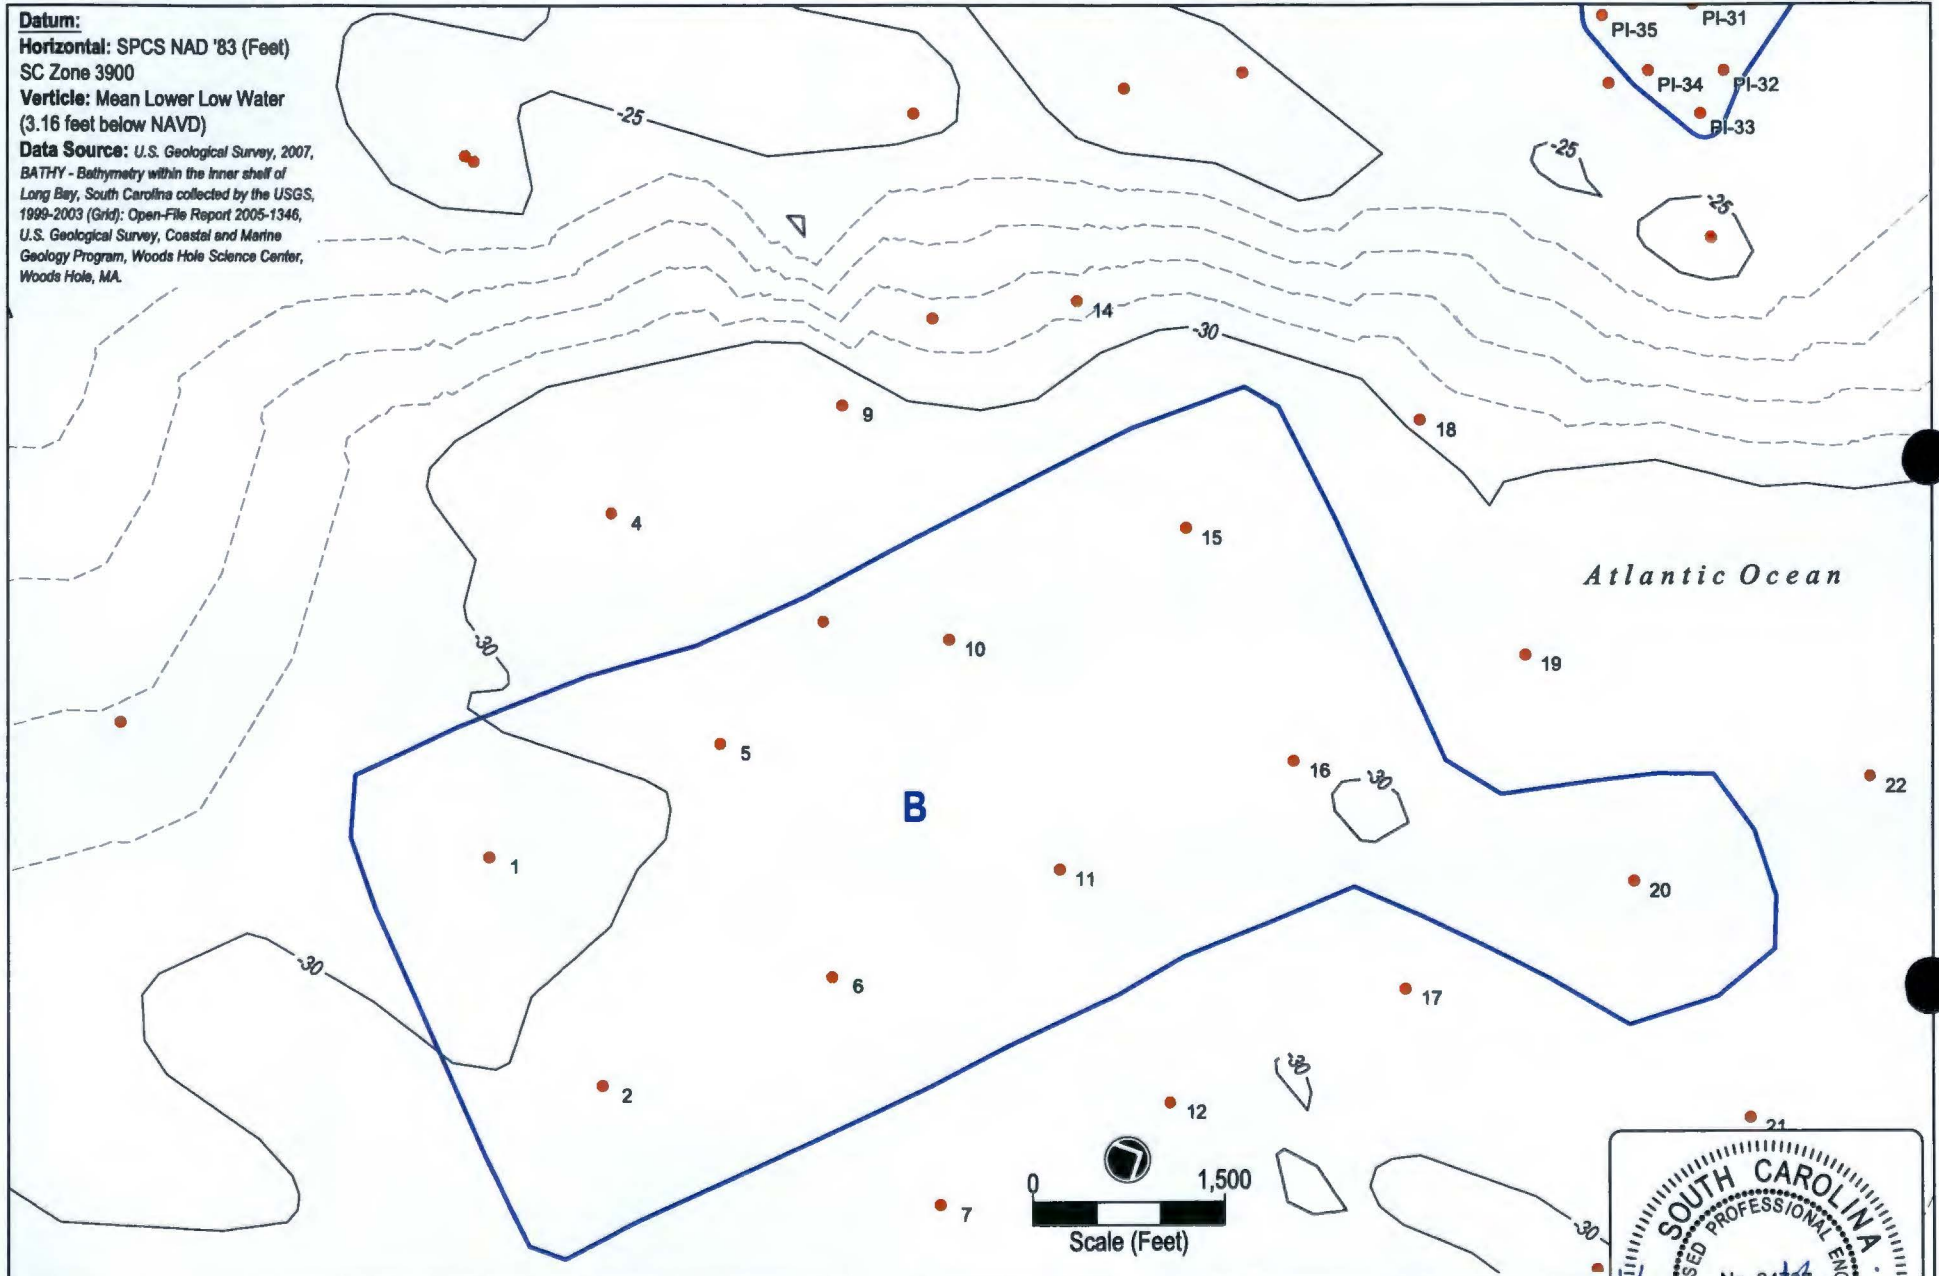 Datum:
Horizontal: SPCS NAD '83 (Feet)
SC Zone 3900
Verticle: Mean Lower Low Water
(3.16 feet below NAVD)
Data Source: U.S. Geological Survey, 2007,
BATHY - Bathymetry within the inner shelf of
Long Bay, South Carolina collected by the USGS,
1999-2003 (Grid): Open-File Report 2005-1346,
U.S. Geological Survey, Coastal and Marine
Geology Program, Woods Hole Science Center,
Woods Hole, MA.
PI-35
PI-31
PI-34
PI-32
PI-33
-25
-25
-25
14
-30
9
18
4
15
Atlantic Ocean
-30
10
19
5
16
-30
22
B
1
11
20
-30
6
17
2
-30
12
21
7
0
1,500
Scale (Feet)
-30
SOUTH CAROLINA
PROFESSIONAL